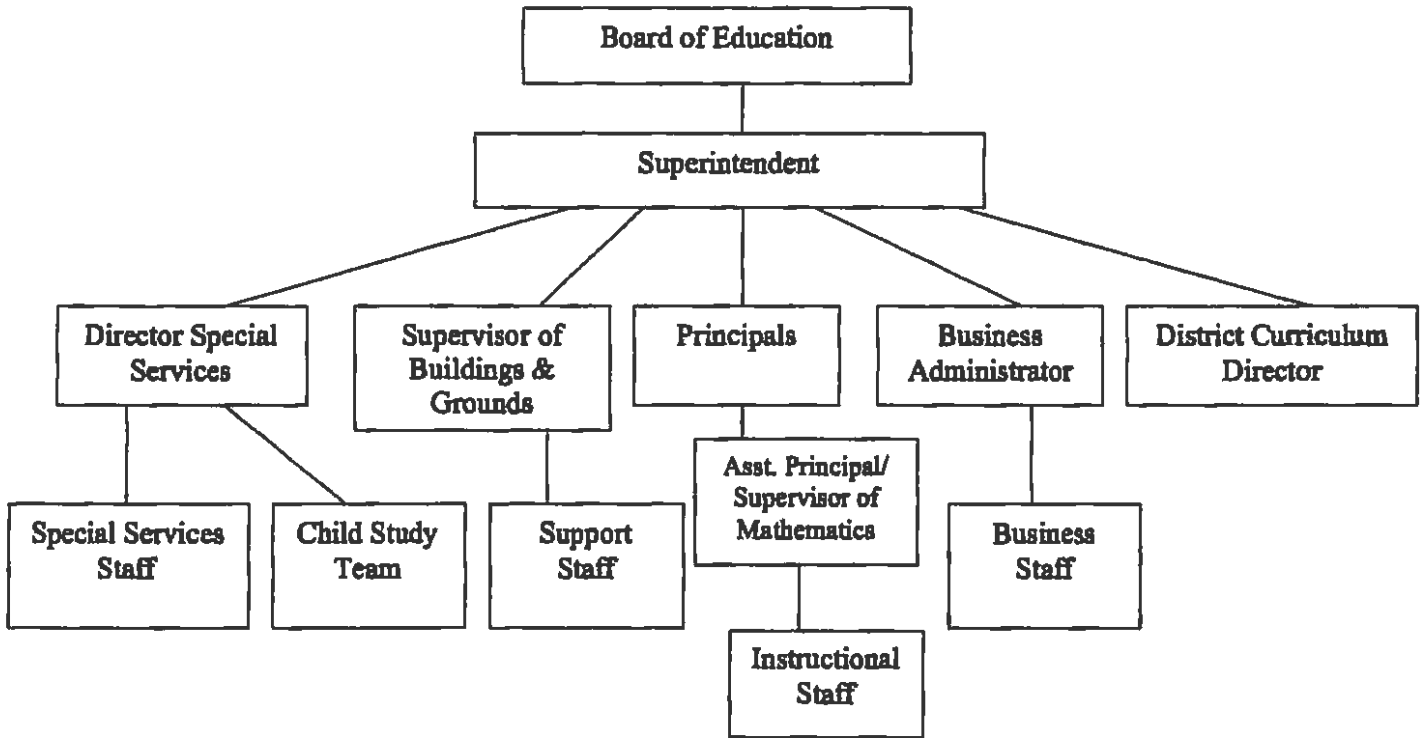 Board of Education
Superintendent
Director Special
Services
Supervisor of
Buildings &
Grounds
Principals
Business
Administrator
District Curriculum
Director
Asst. Principal/
Supervisor of
Mathematics
Special Services
Staff
Child Study
Team
Support
Staff
Business
Staff
Instructional
Staff